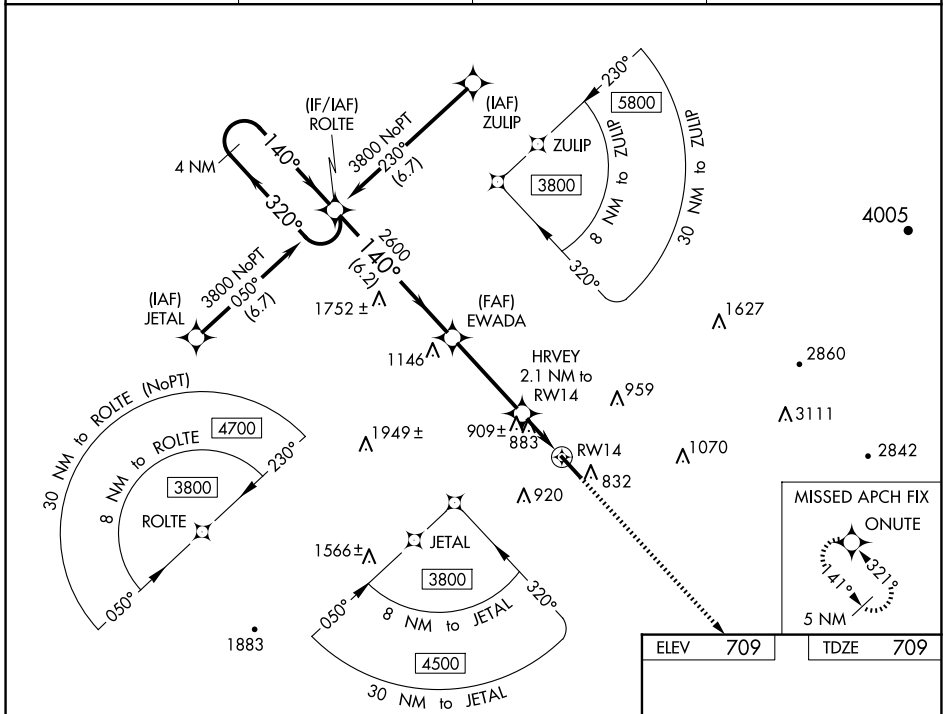 (IF/IAF)
ROLTE
(IAF)
ZULIP
3800 NoPT
230°
(6.7)
140°
4 NM
320°
(IAF)
JETAL
3800 NoPT
050°
(6.7)
2600
140°
(6.2)
230°
5800
ZULIP
3800
8 NM to ZULIP
30 NM to ZULIP
320°
4005
1752 ±
(FAF)
EWADA
1146
1627
HRVEY
2.1 NM to
RW14
2860
959
3111
909±
883
RW14
1070
2842
832
920
1949 ±
30 NM to ROLTE (NoPT)
4700
8 NM to ROLTE
230°
3800
ROLTE
050°
1566 ±
JETAL
3800
050°
320°
8 NM to JETAL
4500
30 NM to JETAL
1883
MISSED APCH FIX
ONUTE
141°
321°
5 NM
ELEV 709
TDZE 709